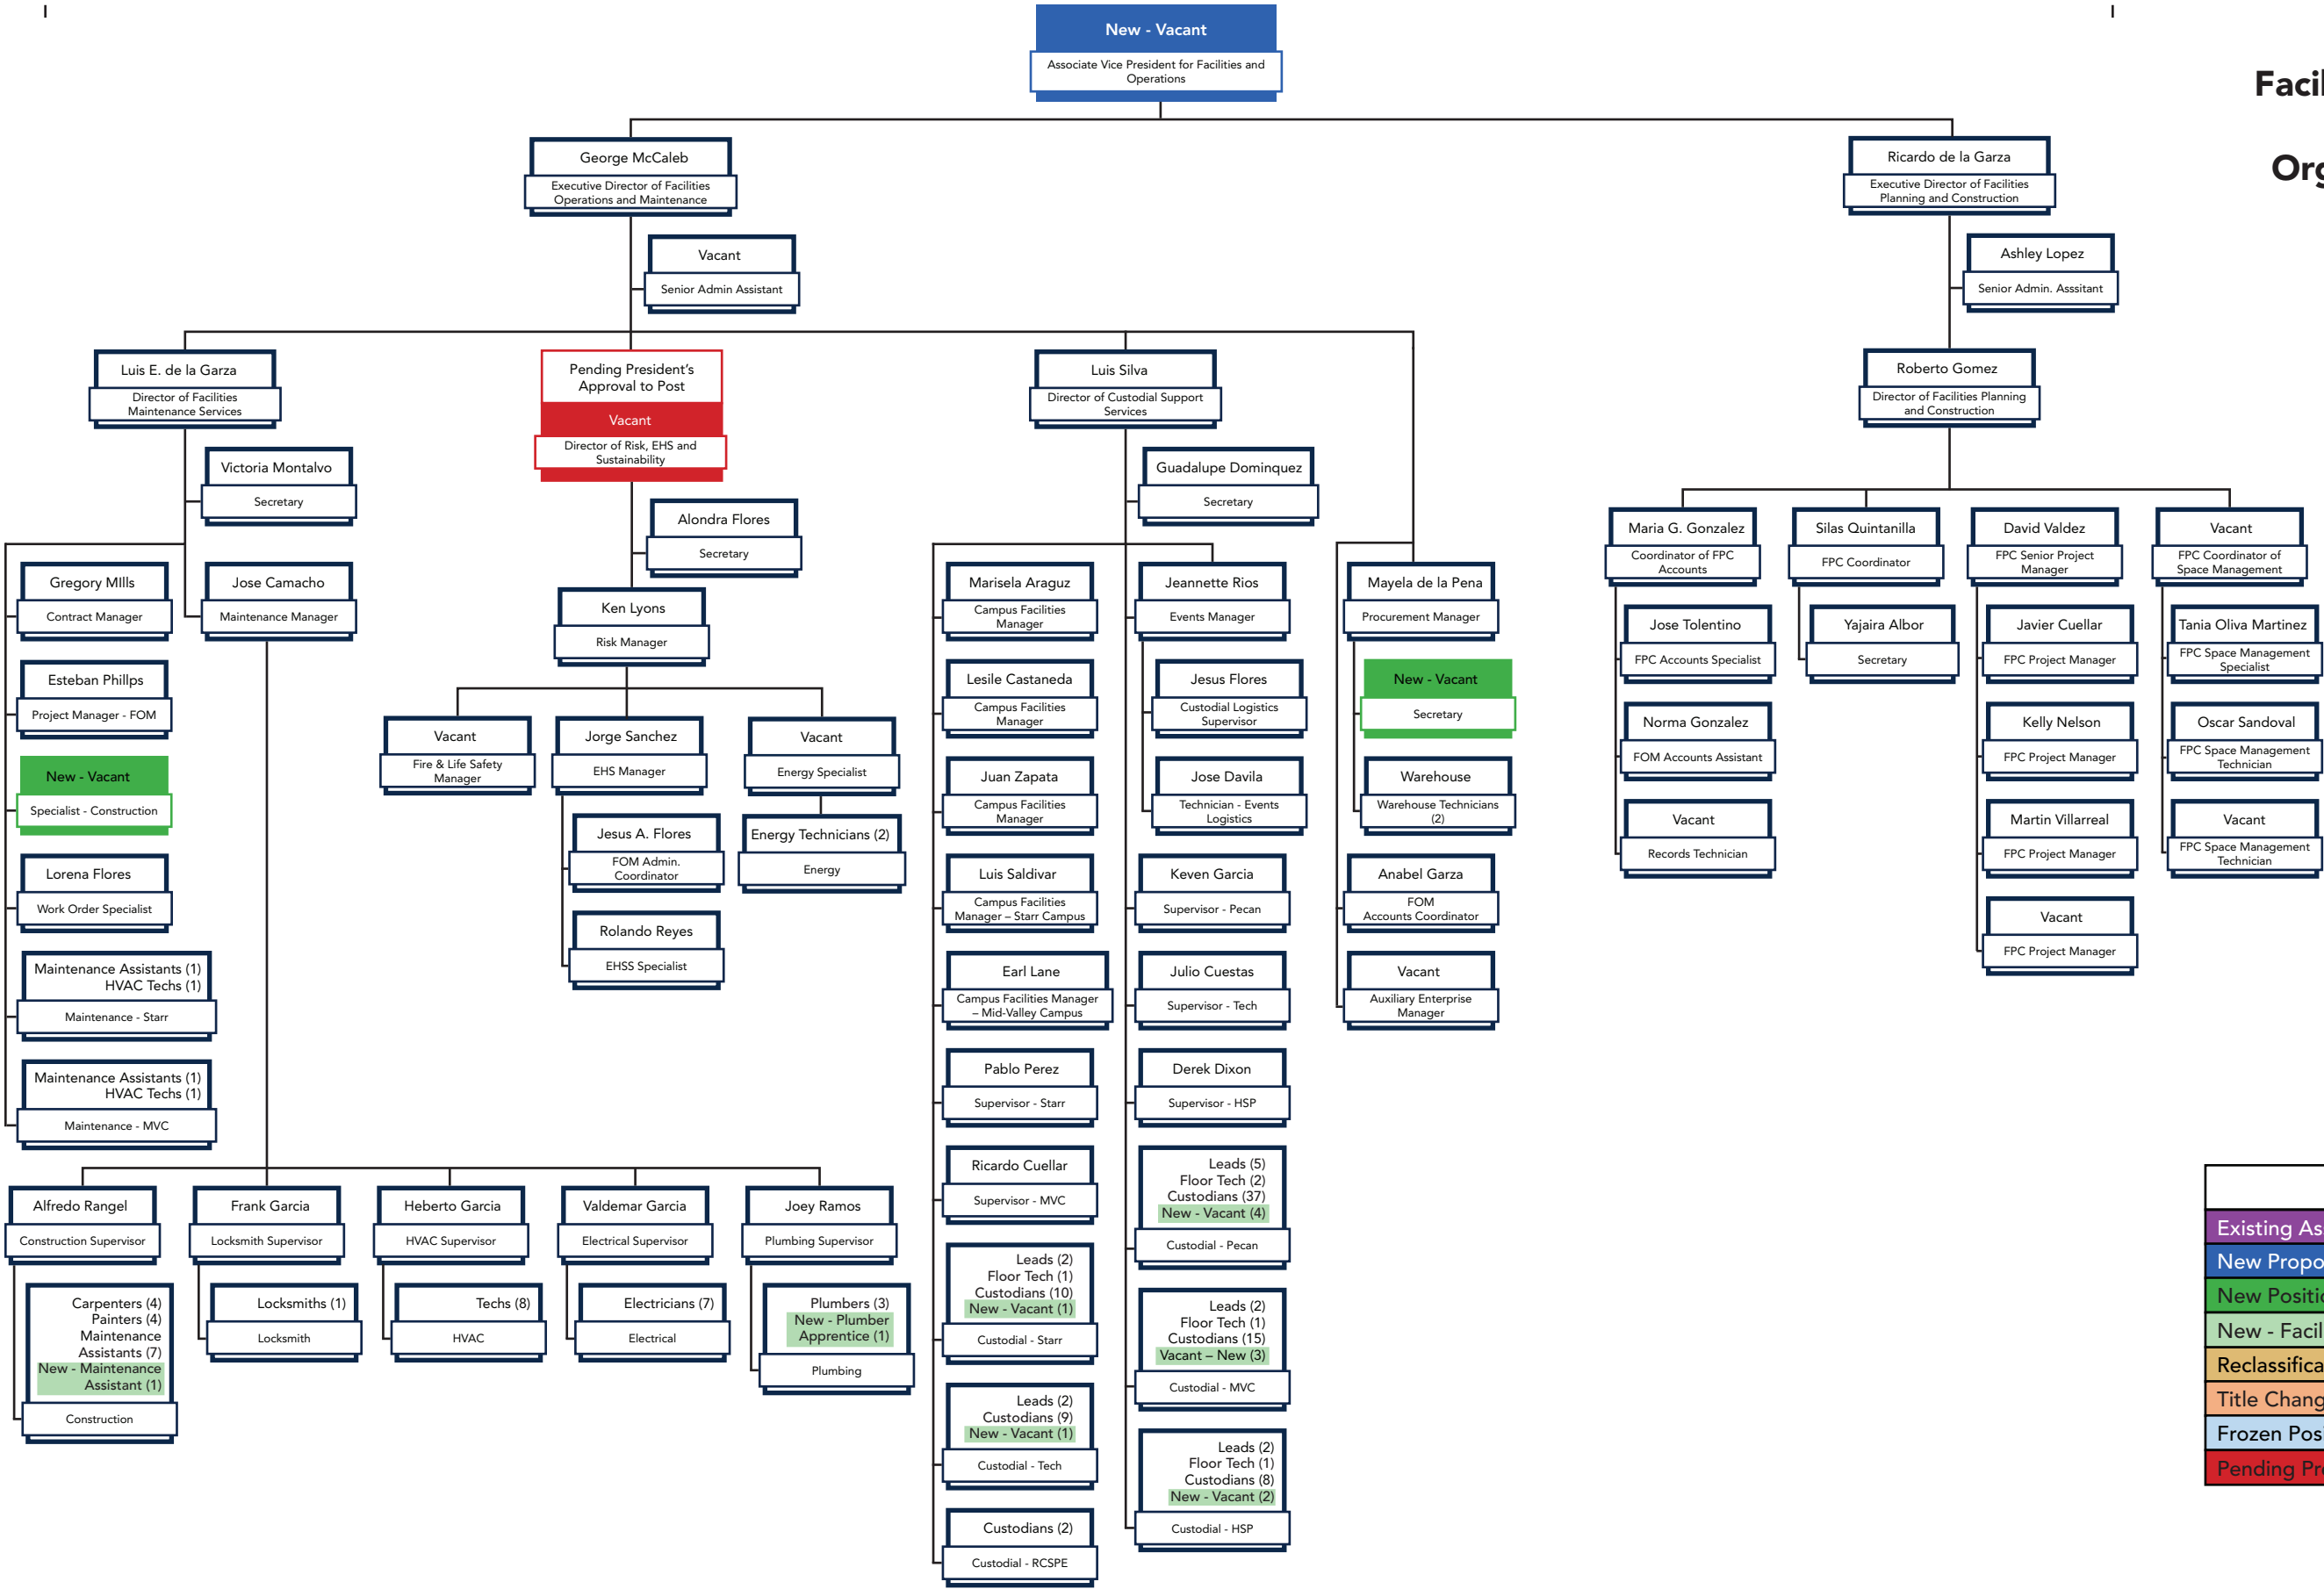 New - Vacant
Associate Vice President for Facilities and
Operations
Facil
Org
George McCaleb
Executive Director of Facilities
Operations and Maintenance
Ricardo de la Garza
Executive Director of Facilities
Planning and Construction
Vacant
Senior Admin Assistant
Ashley Lopez
Senior Admin. Asssitant
Luis E. de la Garza
Director of Facilities
Maintenance Services
Pending President's
Approval to Post
Vacant
Director of Risk, EHS and
Sustainability
Luis Silva
Director of Custodial Support
Services
Roberto Gomez
Director of Facilities Planning
and Construction
Victoria Montalvo
Secretary
Alondra Flores
Secretary
Guadalupe Dominquez
Secretary
Gregory MIlls
Contract Manager
Jose Camacho
Maintenance Manager
Esteban Phillps
Project Manager - FOM
New - Vacant
Specialist - Construction
Lorena Flores
Work Order Specialist
Maintenance Assistants (1)
HVAC Techs (1)
Maintenance - Starr
Maintenance Assistants (1)
HVAC Techs (1)
Maintenance - MVC
Alfredo Rangel
Construction Supervisor
Carpenters (4)
Painters (4)
Maintenance
Assistants (7)
New - Maintenance
Assistant (1)
Construction
Frank Garcia
Locksmith Supervisor
Locksmiths (1)
Locksmith
Heberto Garcia
HVAC Supervisor
Techs (8)
HVAC
Valdemar Garcia
Electrical Supervisor
Electricians (7)
Electrical
Joey Ramos
Plumbing Supervisor
Plumbers (3)
New - Plumber
Apprentice (1)
Plumbing
Ken Lyons
Risk Manager
Vacant
Fire & Life Safety
Manager
Jorge Sanchez
EHS Manager
Jesus A. Flores
FOM Admin.
Coordinator
Rolando Reyes
EHSS Specialist
Vacant
Energy Specialist
Energy Technicians (2)
Energy
Marisela Araguz
Campus Facilities
Manager
Lesile Castaneda
Campus Facilities
Manager
Juan Zapata
Campus Facilities
Manager
Luis Saldivar
Campus Facilities
Manager – Starr Campus
Earl Lane
Campus Facilities Manager
– Mid-Valley Campus
Pablo Perez
Supervisor - Starr
Ricardo Cuellar
Supervisor - MVC
Leads (2)
Floor Tech (1)
Custodians (10)
New - Vacant (1)
Custodial - Starr
Leads (2)
Custodians (9)
New - Vacant (1)
Custodial - Tech
Custodians (2)
Custodial - RCSPE
Jeannette Rios
Events Manager
Jesus Flores
Custodial Logistics
Supervisor
Jose Davila
Technician - Events
Logistics
Keven Garcia
Supervisor - Pecan
Julio Cuestas
Supervisor - Tech
Derek Dixon
Supervisor - HSP
Leads (5)
Floor Tech (2)
Custodians (37)
New - Vacant (4)
Custodial - Pecan
Leads (2)
Floor Tech (1)
Custodians (15)
Vacant – New (3)
Custodial - MVC
Leads (2)
Floor Tech (1)
Custodians (8)
New - Vacant (2)
Custodial - HSP
Mayela de la Pena
Procurement Manager
New - Vacant
Secretary
Warehouse
Warehouse Technicians
(2)
Anabel Garza
FOM
Accounts Coordinator
Vacant
Auxiliary Enterprise
Manager
Maria G. Gonzalez
Coordinator of FPC
Accounts
Jose Tolentino
FPC Accounts Specialist
Norma Gonzalez
FOM Accounts Assistant
Vacant
Records Technician
Silas Quintanilla
FPC Coordinator
Yajaira Albor
Secretary
David Valdez
FPC Senior Project
Manager
Javier Cuellar
FPC Project Manager
Kelly Nelson
FPC Project Manager
Martin Villarreal
FPC Project Manager
Vacant
FPC Project Manager
Vacant
FPC Coordinator of
Space Management
Tania Oliva Martinez
FPC Space Management
Specialist
Oscar Sandoval
FPC Space Management
Technician
Vacant
FPC Space Management
Technician
Existing As
New Propo
New Positio
New - Facil
Reclassifica
Title Chang
Frozen Pos
Pending Pre